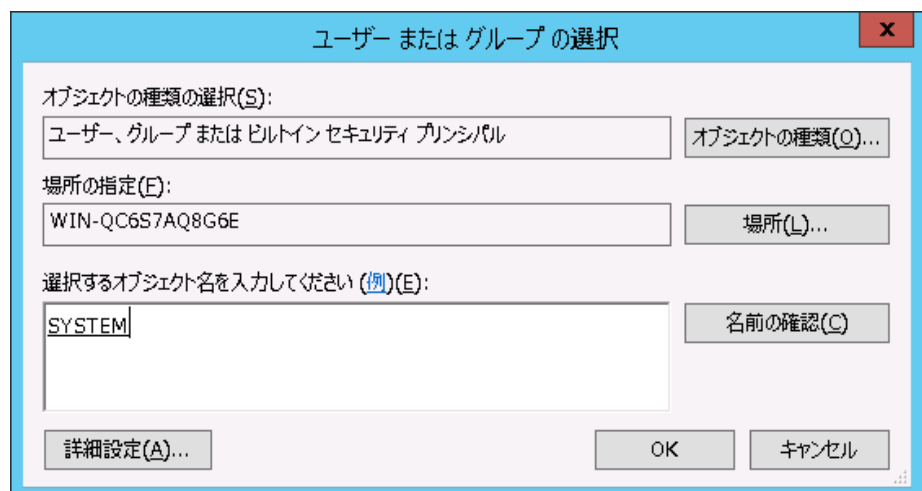 ユーザー または グループ の選択
x
オブジェクトの種類の選択(S):
ユーザー、グループ または ビルトイン セキュリティ プリンシパル
オブジェクトの種類(O)...
場所の指定(F):
WIN-QC6S7AQ8G6E
場所(L)...
選択するオブジェクト名を入力してください (例)(E):
SYSTEM
名前の確認(C)
詳細設定(A)...
OK
キャンセル